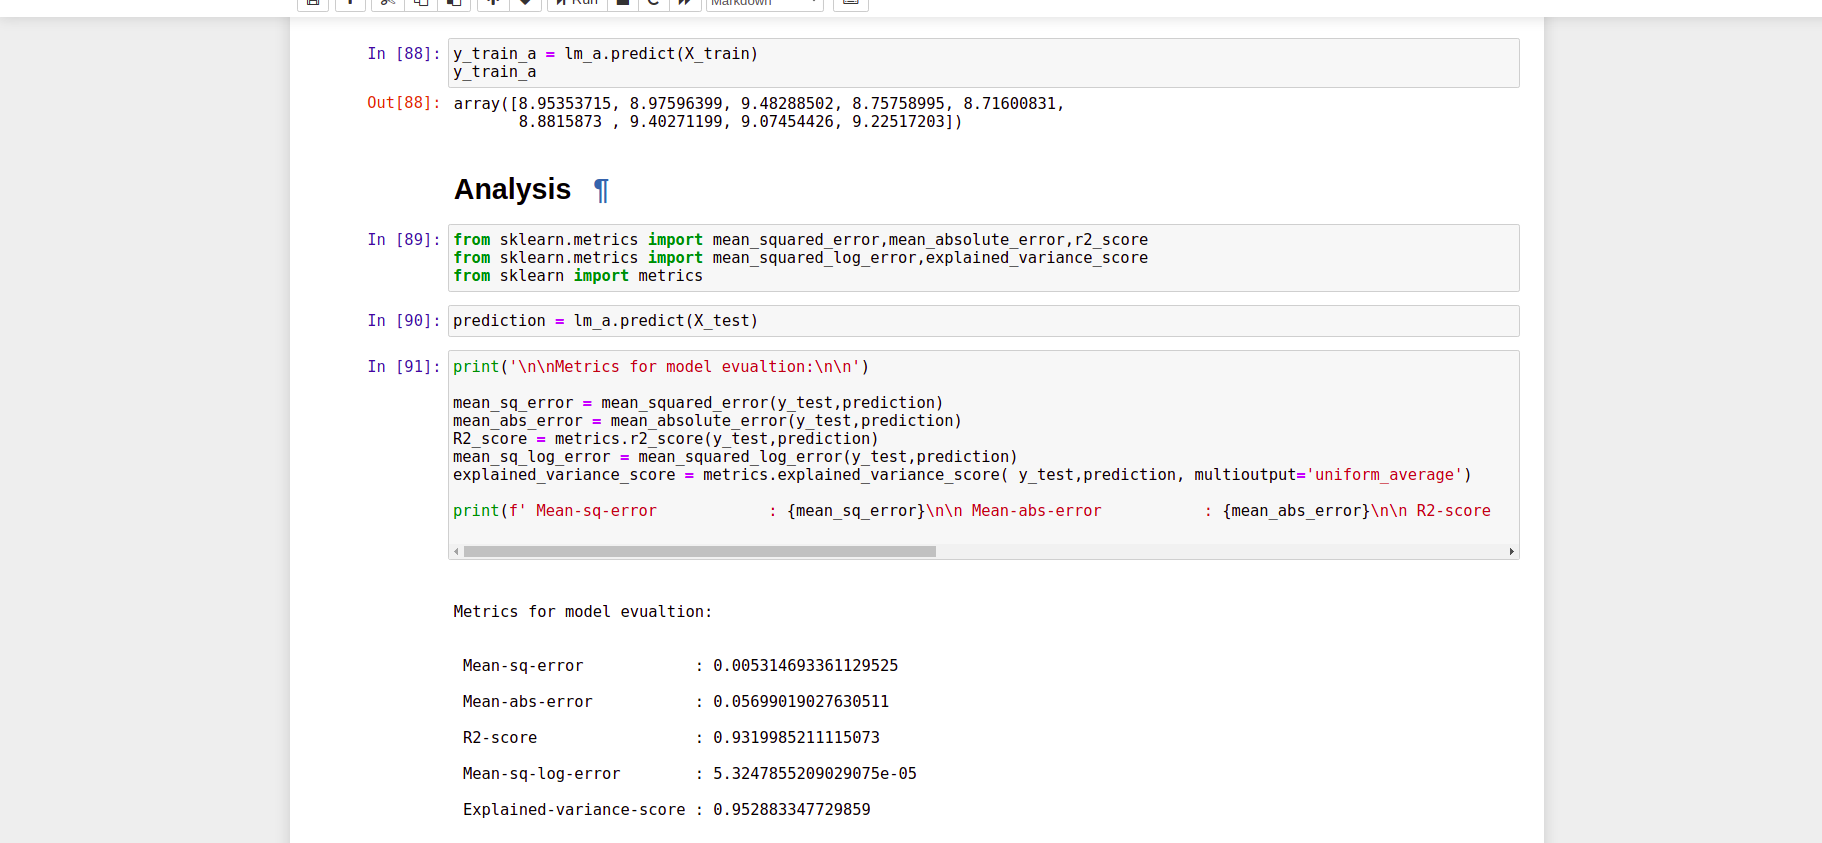 Run
Markdown
In [88]: y_train_a = lm_a.predict(X_train)
y_train_a
Out[88]: array([8.95353715, 8.97596399, 9.48288502, 8.75758995, 8.71600831,
8.8815873 , 9.40271199, 9.07454426, 9.22517203])
Analysis ¶
In [89]: from sklearn.metrics import mean_squared_error,mean_absolute_error,r2_score
from sklearn.metrics import mean_squared_log_error,explained_variance_score
from sklearn import metrics
In [90]: prediction = lm_a.predict(X_test)
In [91]: print('\n\nMetrics for model evualtion:\n\n')
mean_sq_error = mean_squared_error(y_test,prediction)
mean_abs_error = mean_absolute_error(y_test,prediction)
R2_score = metrics.r2_score(y_test,prediction)
mean_sq_log_error = mean_squared_log_error(y_test,prediction)
explained_variance_score = metrics.explained_variance_score( y_test,prediction, multioutput='uniform_average')
print(f' Mean-sq-error            : {mean_sq_error}\n\n Mean-abs-error           : {mean_abs_error}\n\n R2-score
Metrics for model evualtion:
Mean-sq-error            : 0.005314693361129525
Mean-abs-error           : 0.05699019027630511
R2-score                 : 0.9319985211115073
Mean-sq-log-error        : 5.3247855209029075e-05
Explained-variance-score : 0.952883347729859